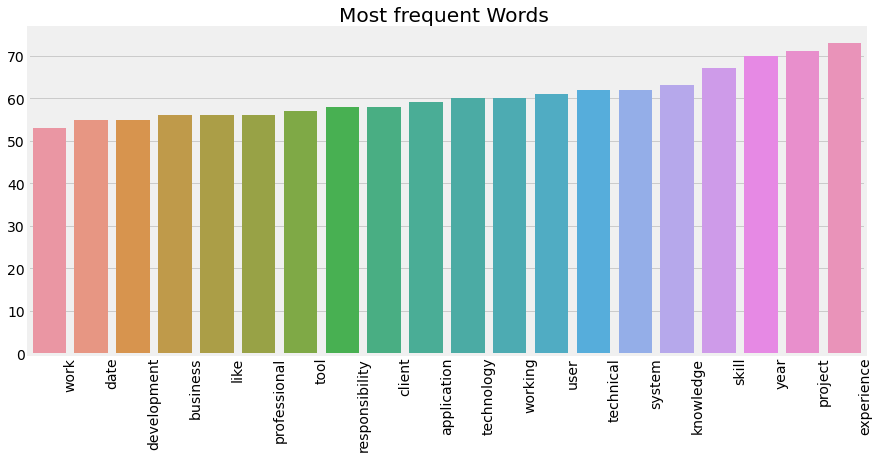 Most frequent Words
70
60
50
40
30
20
10
0
work
date
development
business
like
professional
tool
responsibility
client
application
technology
working
user
technical
system
knowledge
skill
year
project
experience